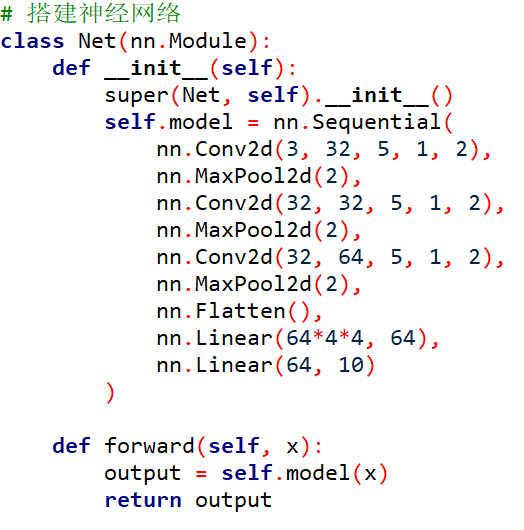 # 搭建神经网络
class Net(nn.Module):
    def __init__(self):
        super(Net, self).__init__()
        self.model = nn.Sequential(
            nn.Conv2d(3, 32, 5, 1, 2),
            nn.MaxPool2d(2),
            nn.Conv2d(32, 32, 5, 1, 2),
            nn.MaxPool2d(2),
            nn.Conv2d(32, 64, 5, 1, 2),
            nn.MaxPool2d(2),
            nn.Flatten(),
            nn.Linear(64*4*4, 64),
            nn.Linear(64, 10)
        )

    def forward(self, x):
        output = self.model(x)
        return output